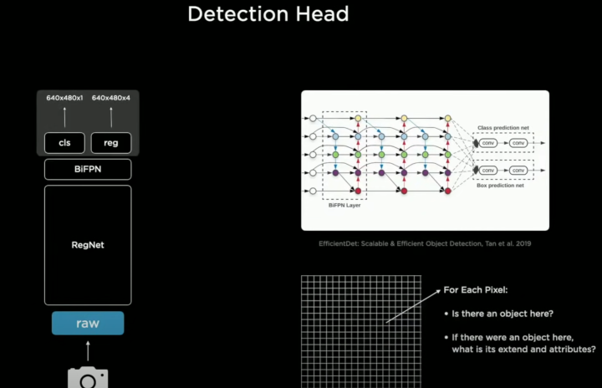 Detection Head
640x480x1 640x480x4
cls reg
BiFPN
RegNet
raw
Class prediction net
conv conv
conv conv
Box prediction net
BiFPN Layer
EfficientDet: Scalable & Efficient Object Detection, Tan et al. 2019
For Each Pixel:
• Is there an object here?
• If there were an object here,
what is its extend and attributes?